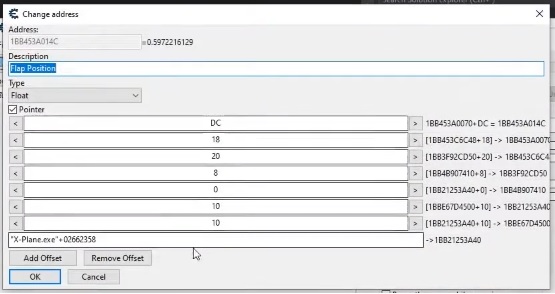 Search Solution Explorer (Ctrl+
Change address
Address:
1BB453A014C =0.5972216129
Description
Flap Position
Type
Float
Pointer
< DC > 1BB453A0070+DC = 1BB453A014C
< 18 > [1BB453C6C48+18] -> 1BB453A0070
< 20 > [1BB3F92CD50+20] -> 1BB453C6C4
< 8 > [1BB4B907410+8] -> 1BB3F92CD50
< 0 > [1BB21253A40+0] -> 1BB4B907410
< 10 > [1BBE67D4500+10] -> 1BB21253A40
< 10 > [1BB21253A40+10] -> 1BBE67D4500
"X-Plane.exe"+02662358 ->1BB21253A40
Add Offset Remove Offset
OK Cancel